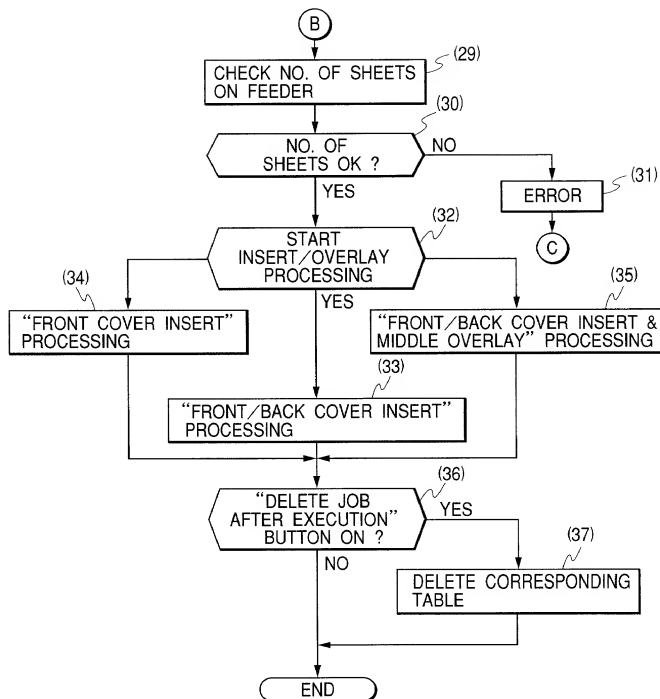 B
(29)
CHECK NO. OF SHEETS
ON FEEDER
(30)
NO. OF
SHEETS OK ?
NO
(31)
ERROR
YES
C
(32)
START
INSERT/OVERLAY
PROCESSING
(34)
(35)
YES
"FRONT COVER INSERT"
PROCESSING
"FRONT/BACK COVER INSERT &
MIDDLE OVERLAY" PROCESSING
(33)
"FRONT/BACK COVER INSERT"
PROCESSING
(36)
"DELETE JOB
AFTER EXECUTION"
BUTTON ON ?
YES
NO
(37)
DELETE CORRESPONDING
TABLE
END